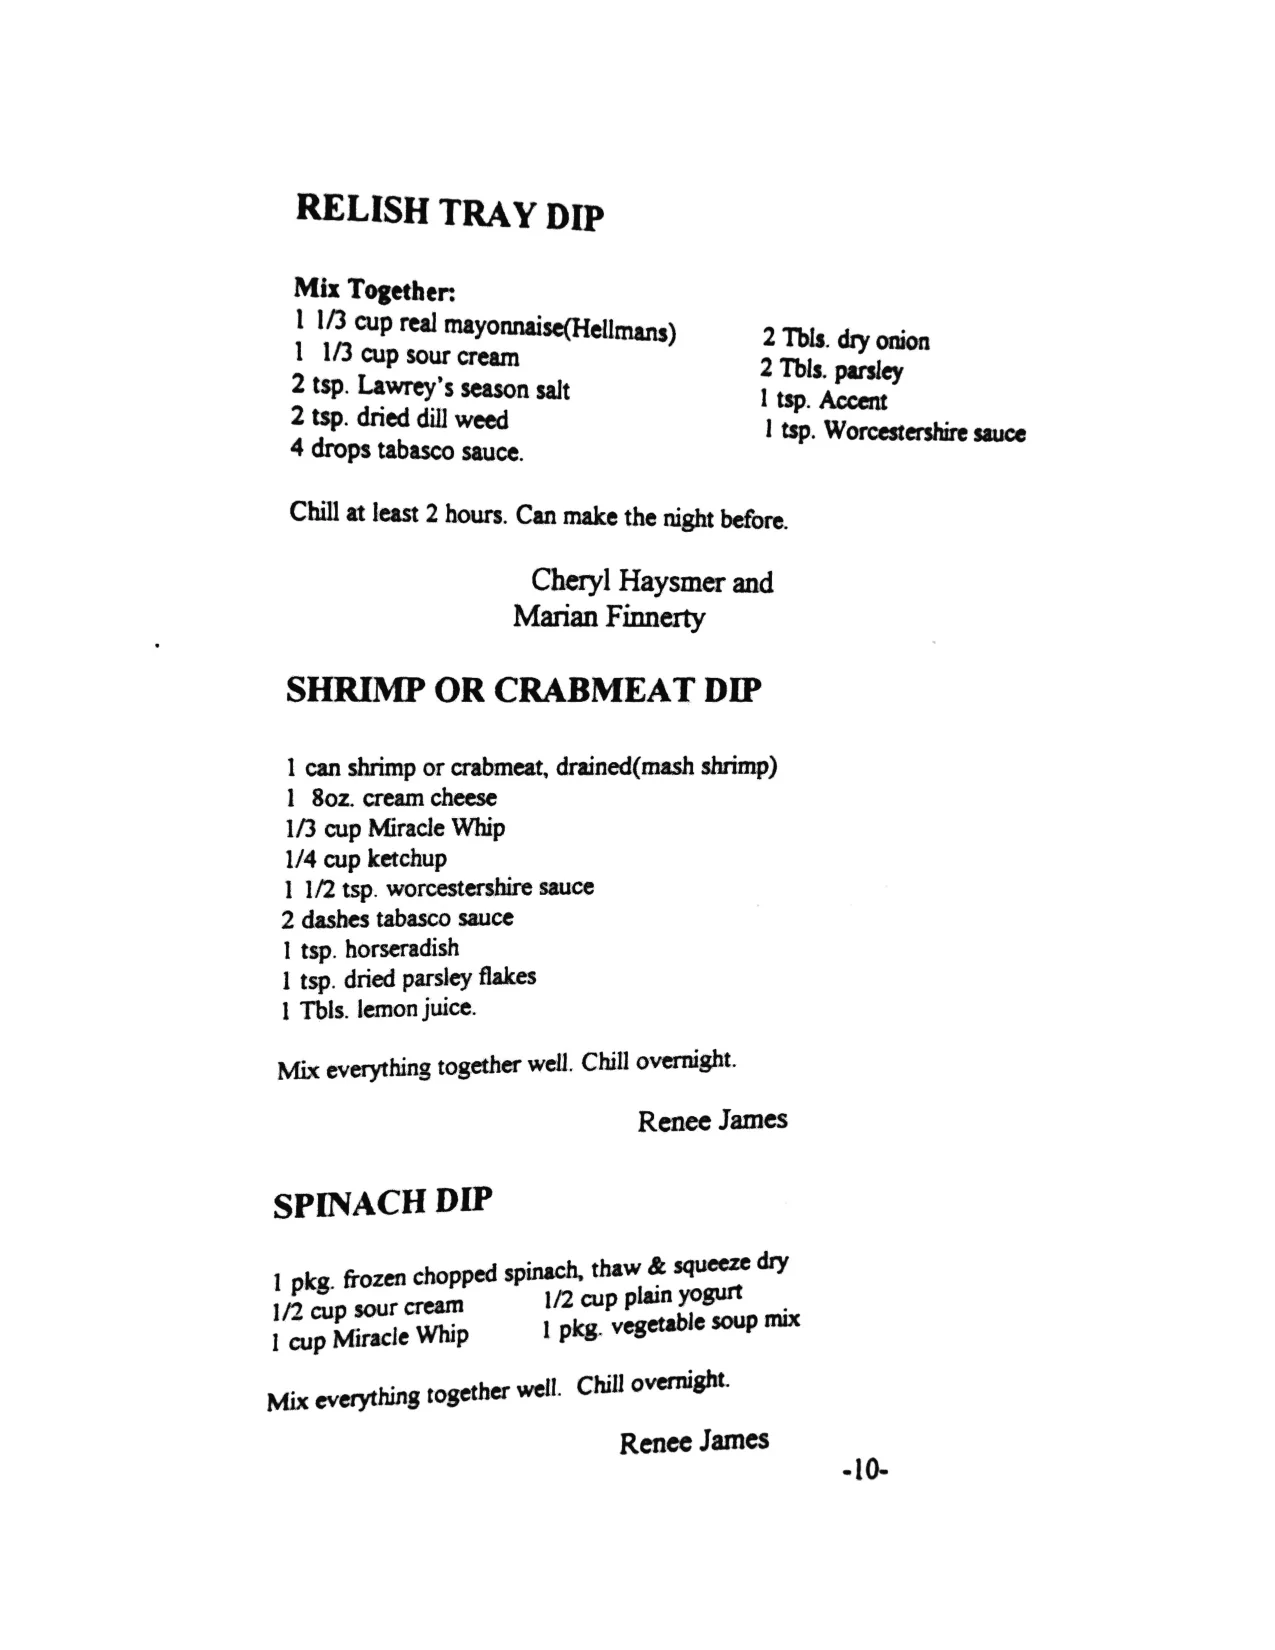 RELISH TRAY DIP
Mix Together:
1 1/3 cup real mayonnaise(Hellmans)
1 1/3 cup sour cream
2 tsp. Lawrey's season salt
2 tsp. dried dill weed
4 drops tabasco sauce.
2 Tbls. dry onion
2 Tbls. parsley
1 tsp. Accent
1 tsp. Worcestershire sauce
Chill at least 2 hours. Can make the night before.
Cheryl Haysmer and
Marian Finnerty
SHRIMP OR CRABMEAT DIP
1 can shrimp or crabmeat, drained(mash shrimp)
1 8oz. cream cheese
1/3 cup Miracle Whip
1/4 cup ketchup
1 1/2 tsp. worcestershire sauce
2 dashes tabasco sauce
1 tsp. horseradish
1 tsp. dried parsley flakes
1 Tbls. lemon juice.
Mix everything together well. Chill overnight.
Renee James
SPINACH DIP
1 pkg. frozen chopped spinach, thaw & squeeze dry
1/2 cup sour cream 1/2 cup plain yogurt
1 cup Miracle Whip 1 pkg. vegetable soup mix
Mix everything together well. Chill overnight.
Renee James
-10-